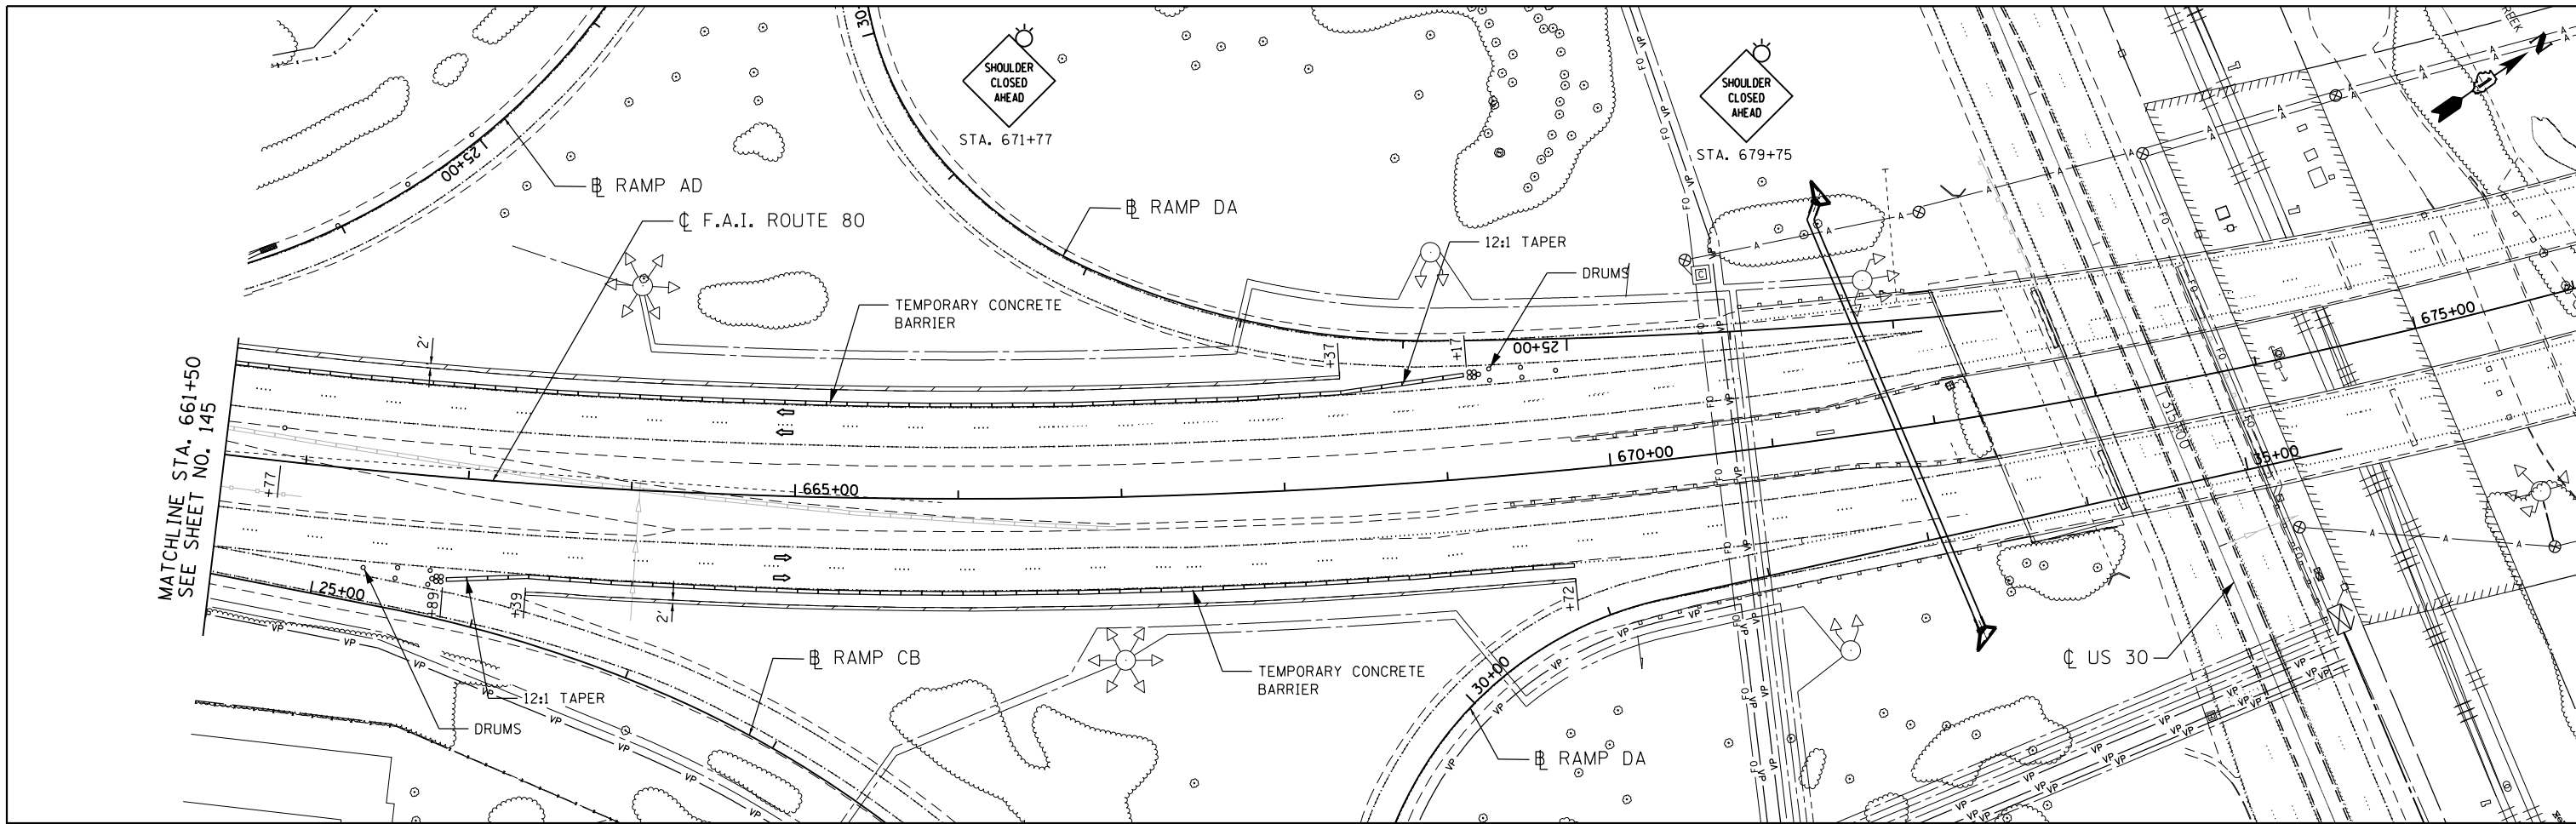 SHOULDER
CLOSED
AHEAD
STA. 671+77
SHOULDER
CLOSED
AHEAD
STA. 679+75
N
25+00
℄ RAMP AD
℄ F.A.I. ROUTE 80
℄ RAMP DA
12:1 TAPER
DRUMS
TEMPORARY CONCRETE
BARRIER
2'
+37
+17
25+00
675+00
MATCHLINE STA. 661+50
SEE SHEET NO. 145
+77
665+00
670+00
35+00
25+00
+89
+39
2'
+72
℄ RAMP CB
TEMPORARY CONCRETE
BARRIER
12:1 TAPER
DRUMS
30+00
℄ RAMP DA
℄ US 30
FO
VP
A
C